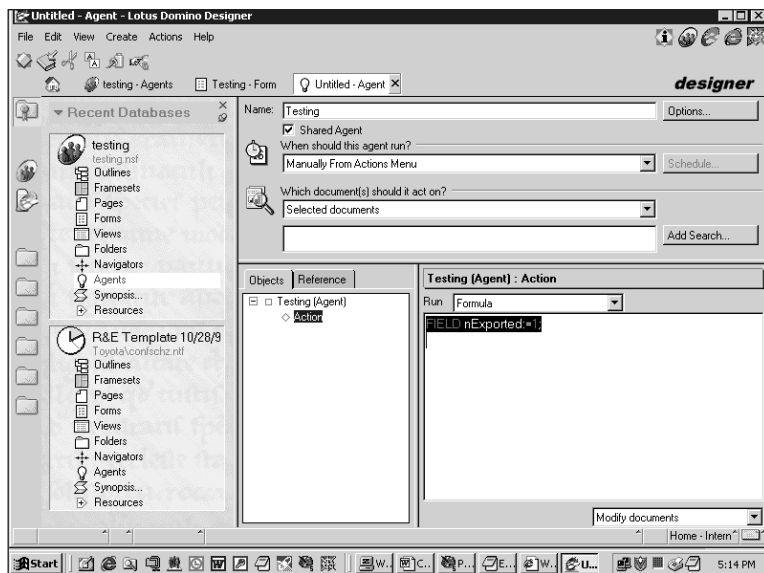 Untitled - Agent - Lotus Domino Designer
File Edit View Create Actions Help
testing - Agents
Testing - Form
Untitled - Agent
designer
Recent Databases
testing
testing.nsf
Outlines
Framesets
Pages
Forms
Views
Folders
Navigators
Agents
Synopsis...
Resources
R&E Template 10/28/9
Toyota\confschz.ntf
Outlines
Framesets
Pages
Forms
Views
Folders
Navigators
Agents
Synopsis...
Resources
Name: Testing
Options...
Shared Agent
When should this agent run?
Manually From Actions Menu
Schedule...
Which document(s) should it act on?
Selected documents
Add Search...
Objects Reference
Testing (Agent)
Action
Testing (Agent) : Action
Run Formula
FIELD nExported:=1;
Modify documents
Home - Intern
Start
W..
C...
P...
E...
W..
U...
5:14 PM